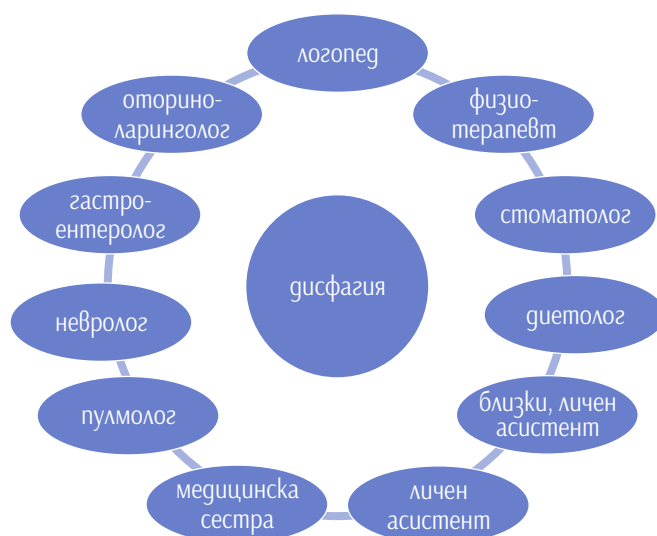 логопед
физио-
терапевт
стоматолог
диетолог
близки, личен
асистент
личен
асистент
медицинска
сестра
пулмолог
невролог
гастро-
ентеролог
оторино-
ларинголог
дисфагия